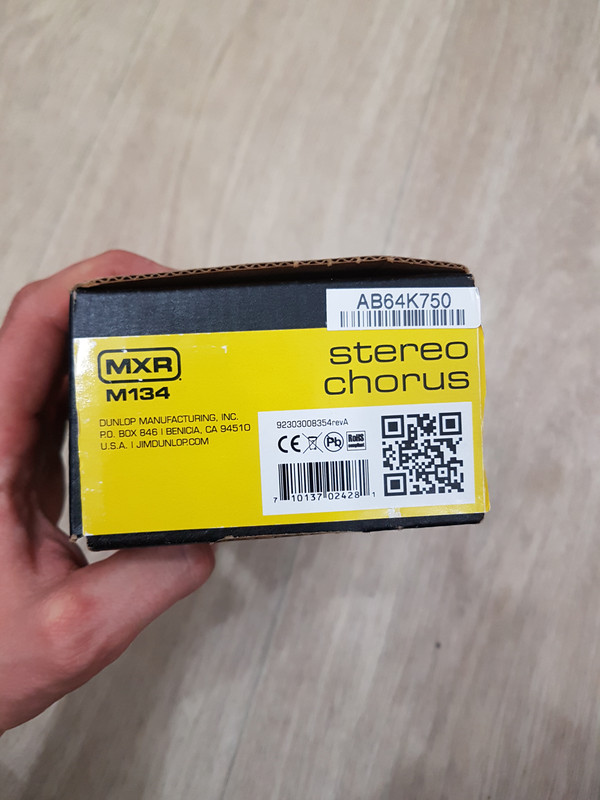 AB64K750
MXR
stereo
chorus
M134
DUNLOP MANUFACTURING, INC.
P.O. BOX 846 | BENICIA, CA 94510
U.S.A. | JIMDUNLOP.COM
92303008354revA
CE Pb RoHS
compliant
7 10137 02428 1